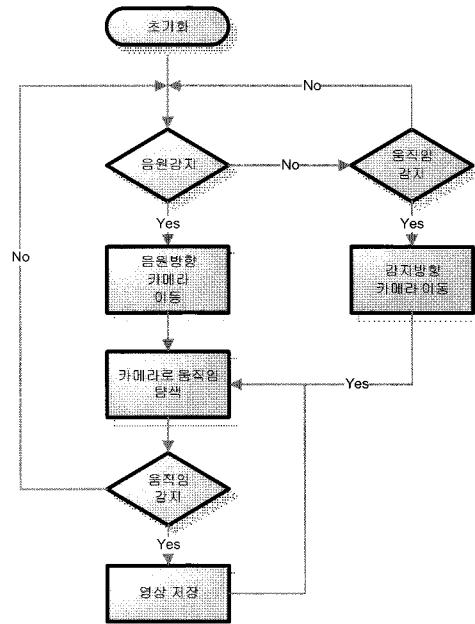 초기화
No
음원감지
No
움직임
감지
Yes
Yes
No
음원방향
카메라
이동
감지방향
카메라 이동
카메라로 움직임
탐색
Yes
움직임
감지
Yes
영상 저장